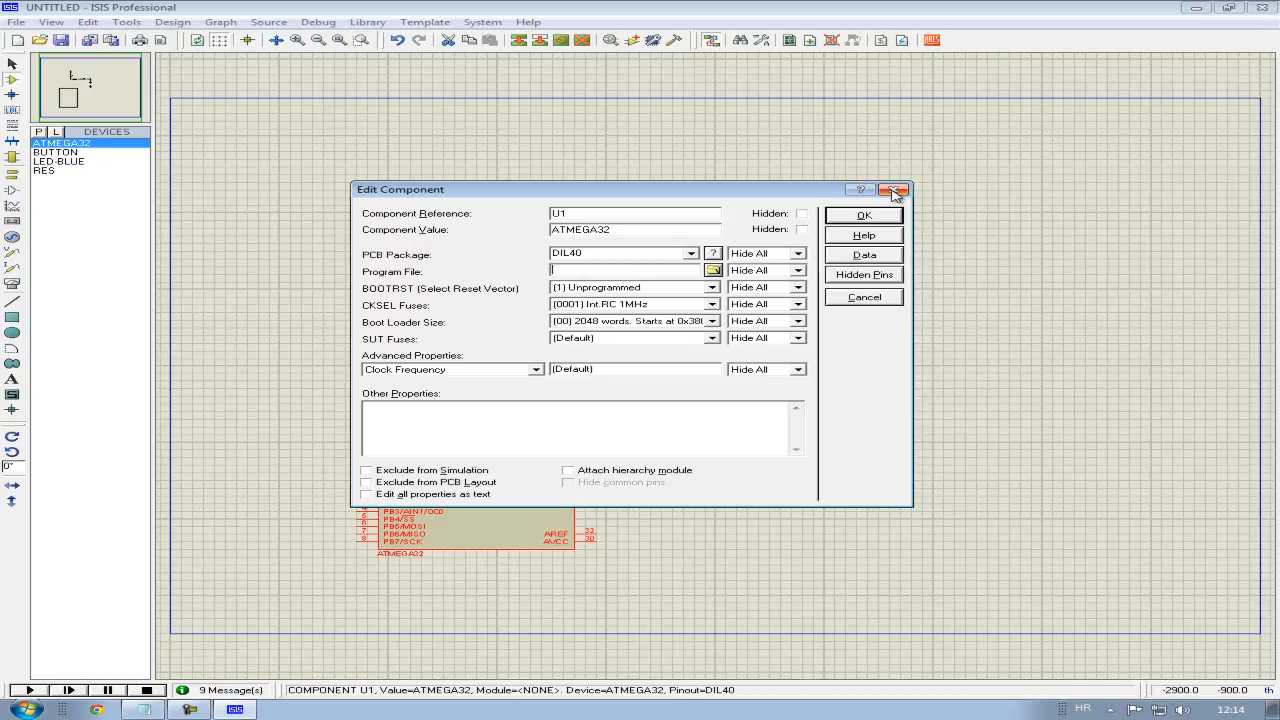 UNTITLED - ISIS Professional
File View Edit Tools Design Graph Source Debug Library Template System Help
P L DEVICES
ATMEGA32
BUTTON
LED-BLUE
RES
Edit Component
Component Reference: U1 Hidden: OK
Component Value: ATMEGA32 Hidden: Help
PCB Package: DIL40 ? Hide All Data
Program File: Hide All Hidden Pins
BOOTRST (Select Reset Vector) (1) Unprogrammed Hide All
CKSEL Fuses: (0001) Int.RC 1MHz Hide All Cancel
Boot Loader Size: (00) 2048 words. Starts at 0x380 Hide All
SUT Fuses: (Default) Hide All
Advanced Properties:
Clock Frequency (Default) Hide All
Other Properties:
Exclude from Simulation Attach hierarchy module
Exclude from PCB Layout Hide common pins
Edit all properties as text
PB3/AIN1/OC0
5 PB4/SS
6 PB5/MOSI
7 PB6/MISO AREF 32
8 PB7/SCK AVCC 30
ATMEGA32
0°
9 Message(s) COMPONENT U1, Value=ATMEGA32, Module=<NONE>. Device=ATMEGA32, Pinout=DIL40. -2900.0 -900.0 th
ISIS HR 12:14